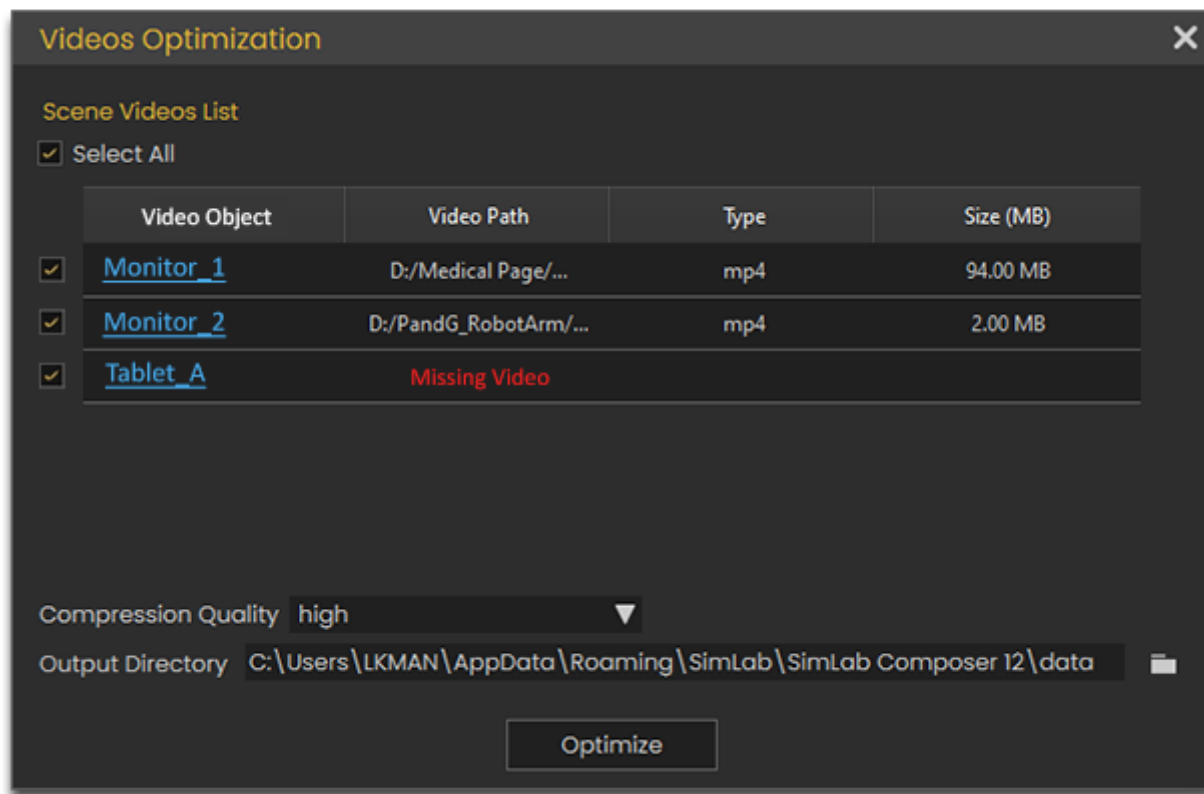 Videos Optimization
Scene Videos List
Select All
Video Object Video Path Type Size (MB)
Monitor_1 D:/Medical Page/... mp4 94.00 MB
Monitor_2 D:/PandG_RobotArm/... mp4 2.00 MB
Tablet_A Missing Video
Compression Quality high
Output Directory C:\Users\LKMAN\AppData\Roaming\SimLab\SimLab Composer 12\data
Optimize